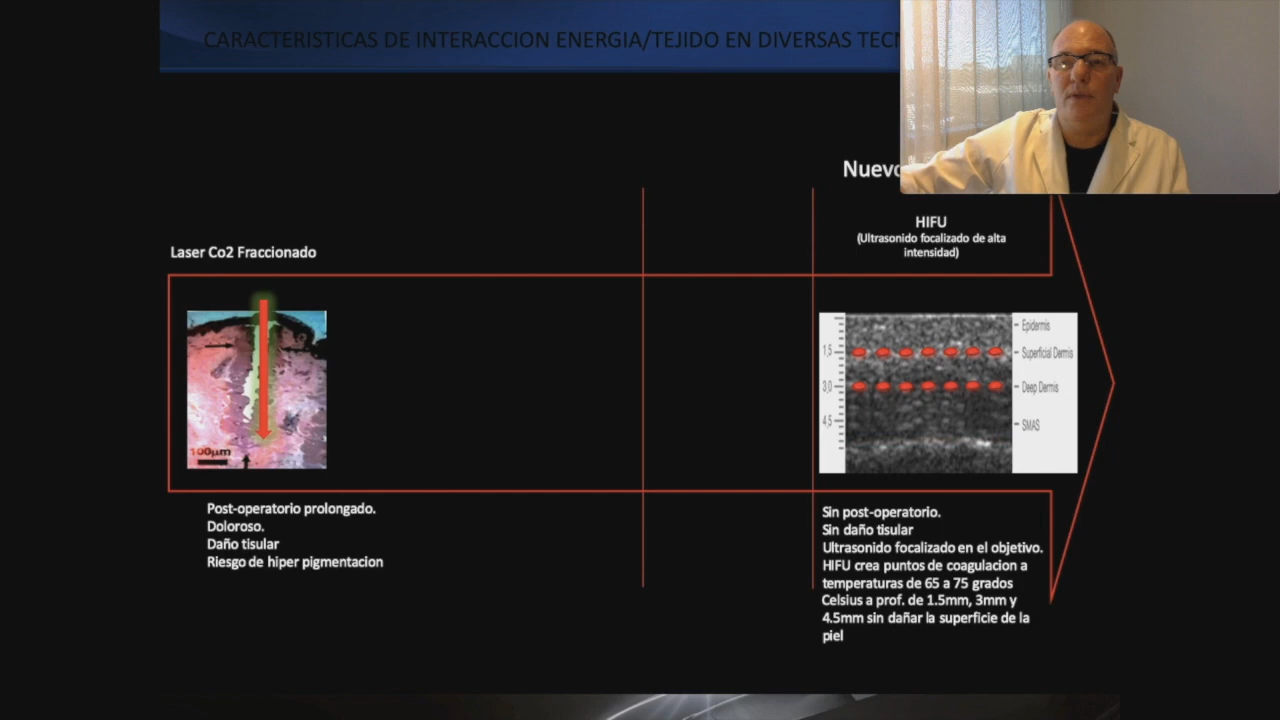 CARACTERISTICAS DE INTERACCION ENERGIA/TEJIDO EN DIVERSAS TECN
Nuevo
HIFU
(Ultrasonido focalizado de alta
intensidad)
Laser Co2 Fraccionado
100µm
Epidermis
1,5
Superficial Dermis
3,0
Deep Dermis
4,5
SMAS
Post-operatorio prolongado.
Doloroso.
Daño tisular
Riesgo de hiper pigmentacion
Sin post-operatorio.
Sin daño tisular
Ultrasonido focalizado en el objetivo.
HIFU crea puntos de coagulacion a
temperaturas de 65 a 75 grados
Celsius a prof. de 1.5mm, 3mm y
4.5mm sin dañar la superficie de la
piel